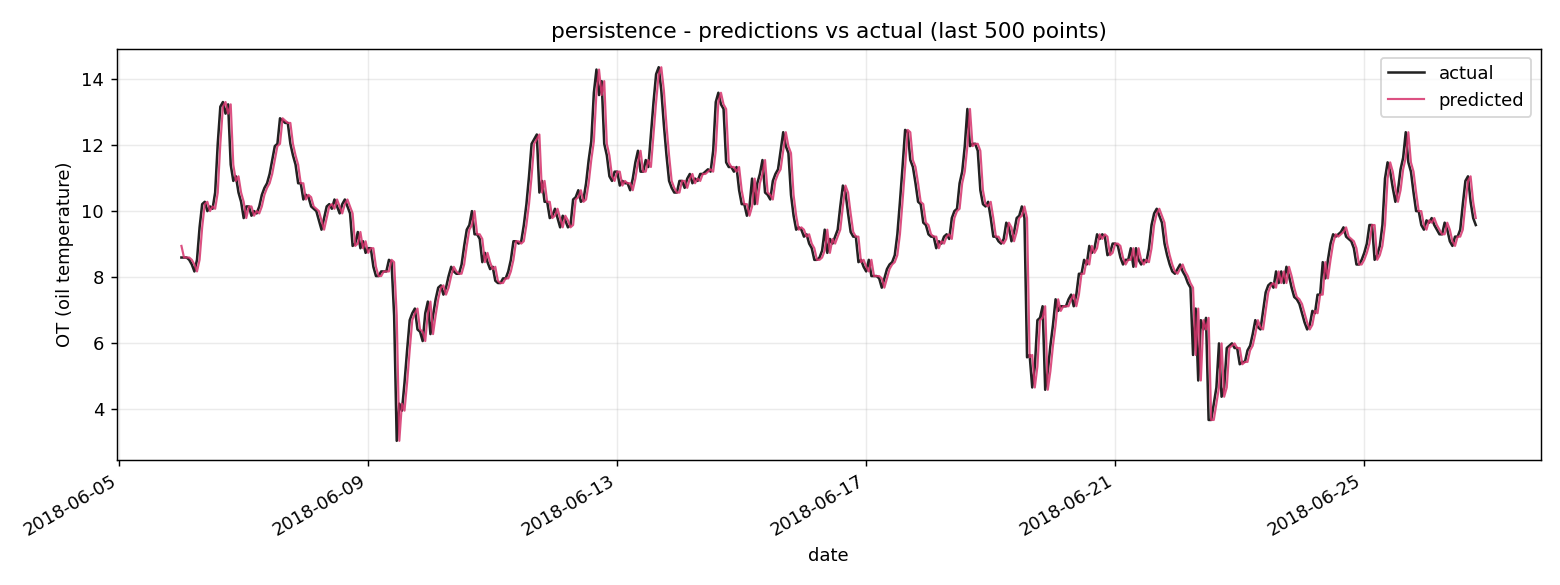 persistence - predictions vs actual (last 500 points)
actual
predicted
OT (oil temperature)
14
12
10
8
6
4
2018-06-05
2018-06-09
2018-06-13
2018-06-17
2018-06-21
2018-06-25
date